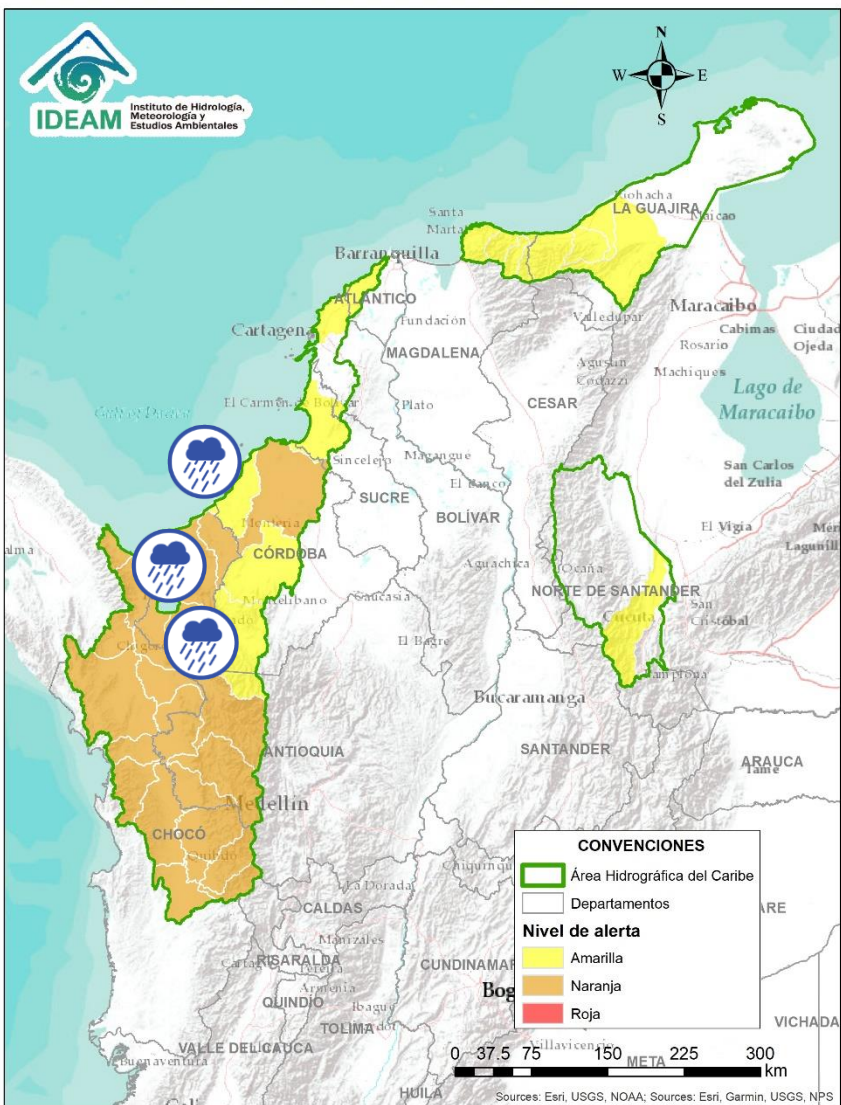 IDEAM
Instituto de Hidrología,
Meteorología y
Estudios Ambientales
N
W
E
S
Riohacha
LA GUAJIRA
Maicao
Santa
Marta
Barranquilla
ATLÁNTICO
Maracaibo
Cartagena
Fundación
Valledupar
Cabimas
Ciudad
Ojeda
Rosario
MAGDALENA
Machiques
Agustín
Codazzi
Lago de
Maracaibo
CESAR
El Carmen de Bolívar
Plato
Sincelejo
Magangue
San Carlos
del Zulia
El Banco
SUCRE
BOLÍVAR
Montería
El Vigía
CÓRDOBA
Aguachica
Ocaña
NORTE DE SANTANDER
Montelibano
Caucasia
San
Cristóbal
Cúcuta
El Bagre
Pamplona
Bucaramanga
ANTIOQUIA
SANTANDER
ARAUCA
Tame
Medellín
CHOCÓ
Quibdó
La Dorada
CALDAS
Manizales
RISARALDA
Pereira
Armenia
QUINDÍO
Ibague
TOLIMA
VALLE DEL CAUCA
Buenaventura
HUILA
Villavicencio
META
VICHADA
CONVENCIONES
Área Hidrográfica del Caribe
Departamentos
Nivel de alerta
Amarilla
Naranja
Roja
0 37.5 75 150 225 300
km
Sources: Esri, USGS, NOAA; Sources: Esri, Garmin, USGS, NPS